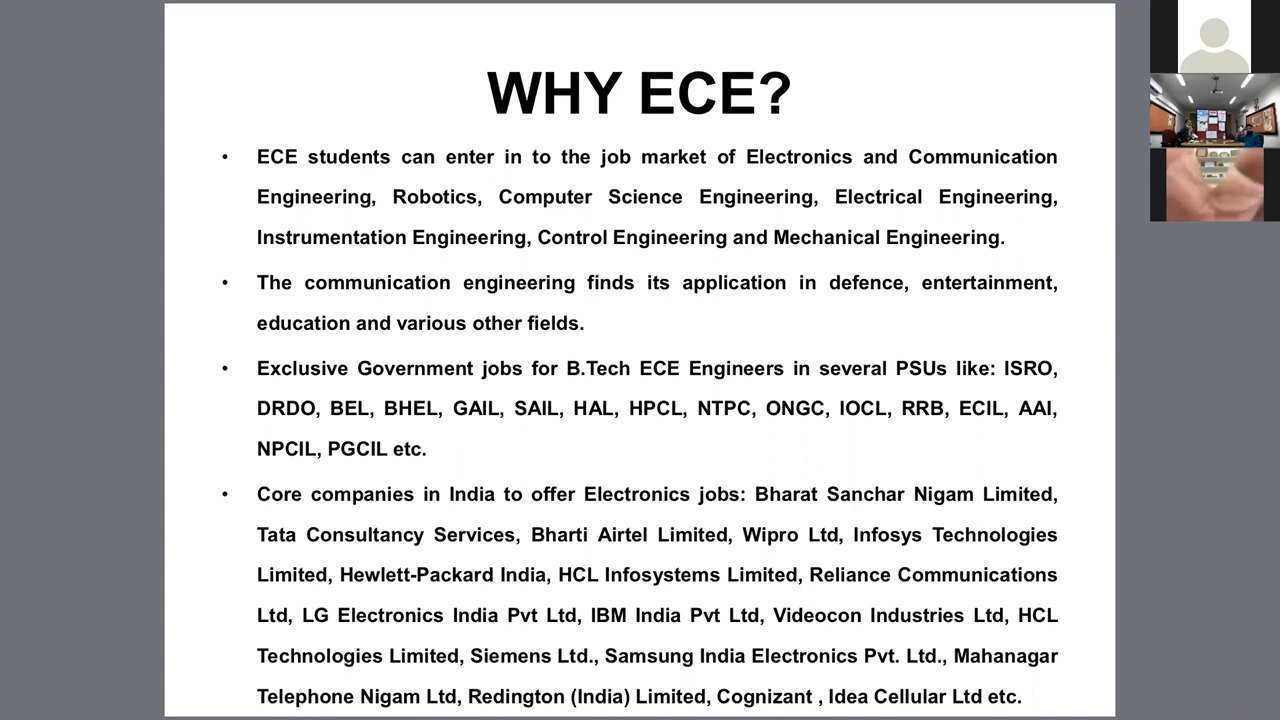 WHY ECE?
• ECE students can enter in to the job market of Electronics and Communication
Engineering, Robotics, Computer Science Engineering, Electrical Engineering,
Instrumentation Engineering, Control Engineering and Mechanical Engineering.
• The communication engineering finds its application in defence, entertainment,
education and various other fields.
• Exclusive Government jobs for B.Tech ECE Engineers in several PSUs like: ISRO,
DRDO, BEL, BHEL, GAIL, SAIL, HAL, HPCL, NTPC, ONGC, IOCL, RRB, ECIL, AAI,
NPCIL, PGCIL etc.
• Core companies in India to offer Electronics jobs: Bharat Sanchar Nigam Limited,
Tata Consultancy Services, Bharti Airtel Limited, Wipro Ltd, Infosys Technologies
Limited, Hewlett-Packard India, HCL Infosystems Limited, Reliance Communications
Ltd, LG Electronics India Pvt Ltd, IBM India Pvt Ltd, Videocon Industries Ltd, HCL
Technologies Limited, Siemens Ltd., Samsung India Electronics Pvt. Ltd., Mahanagar
Telephone Nigam Ltd, Redington (India) Limited, Cognizant , Idea Cellular Ltd etc.